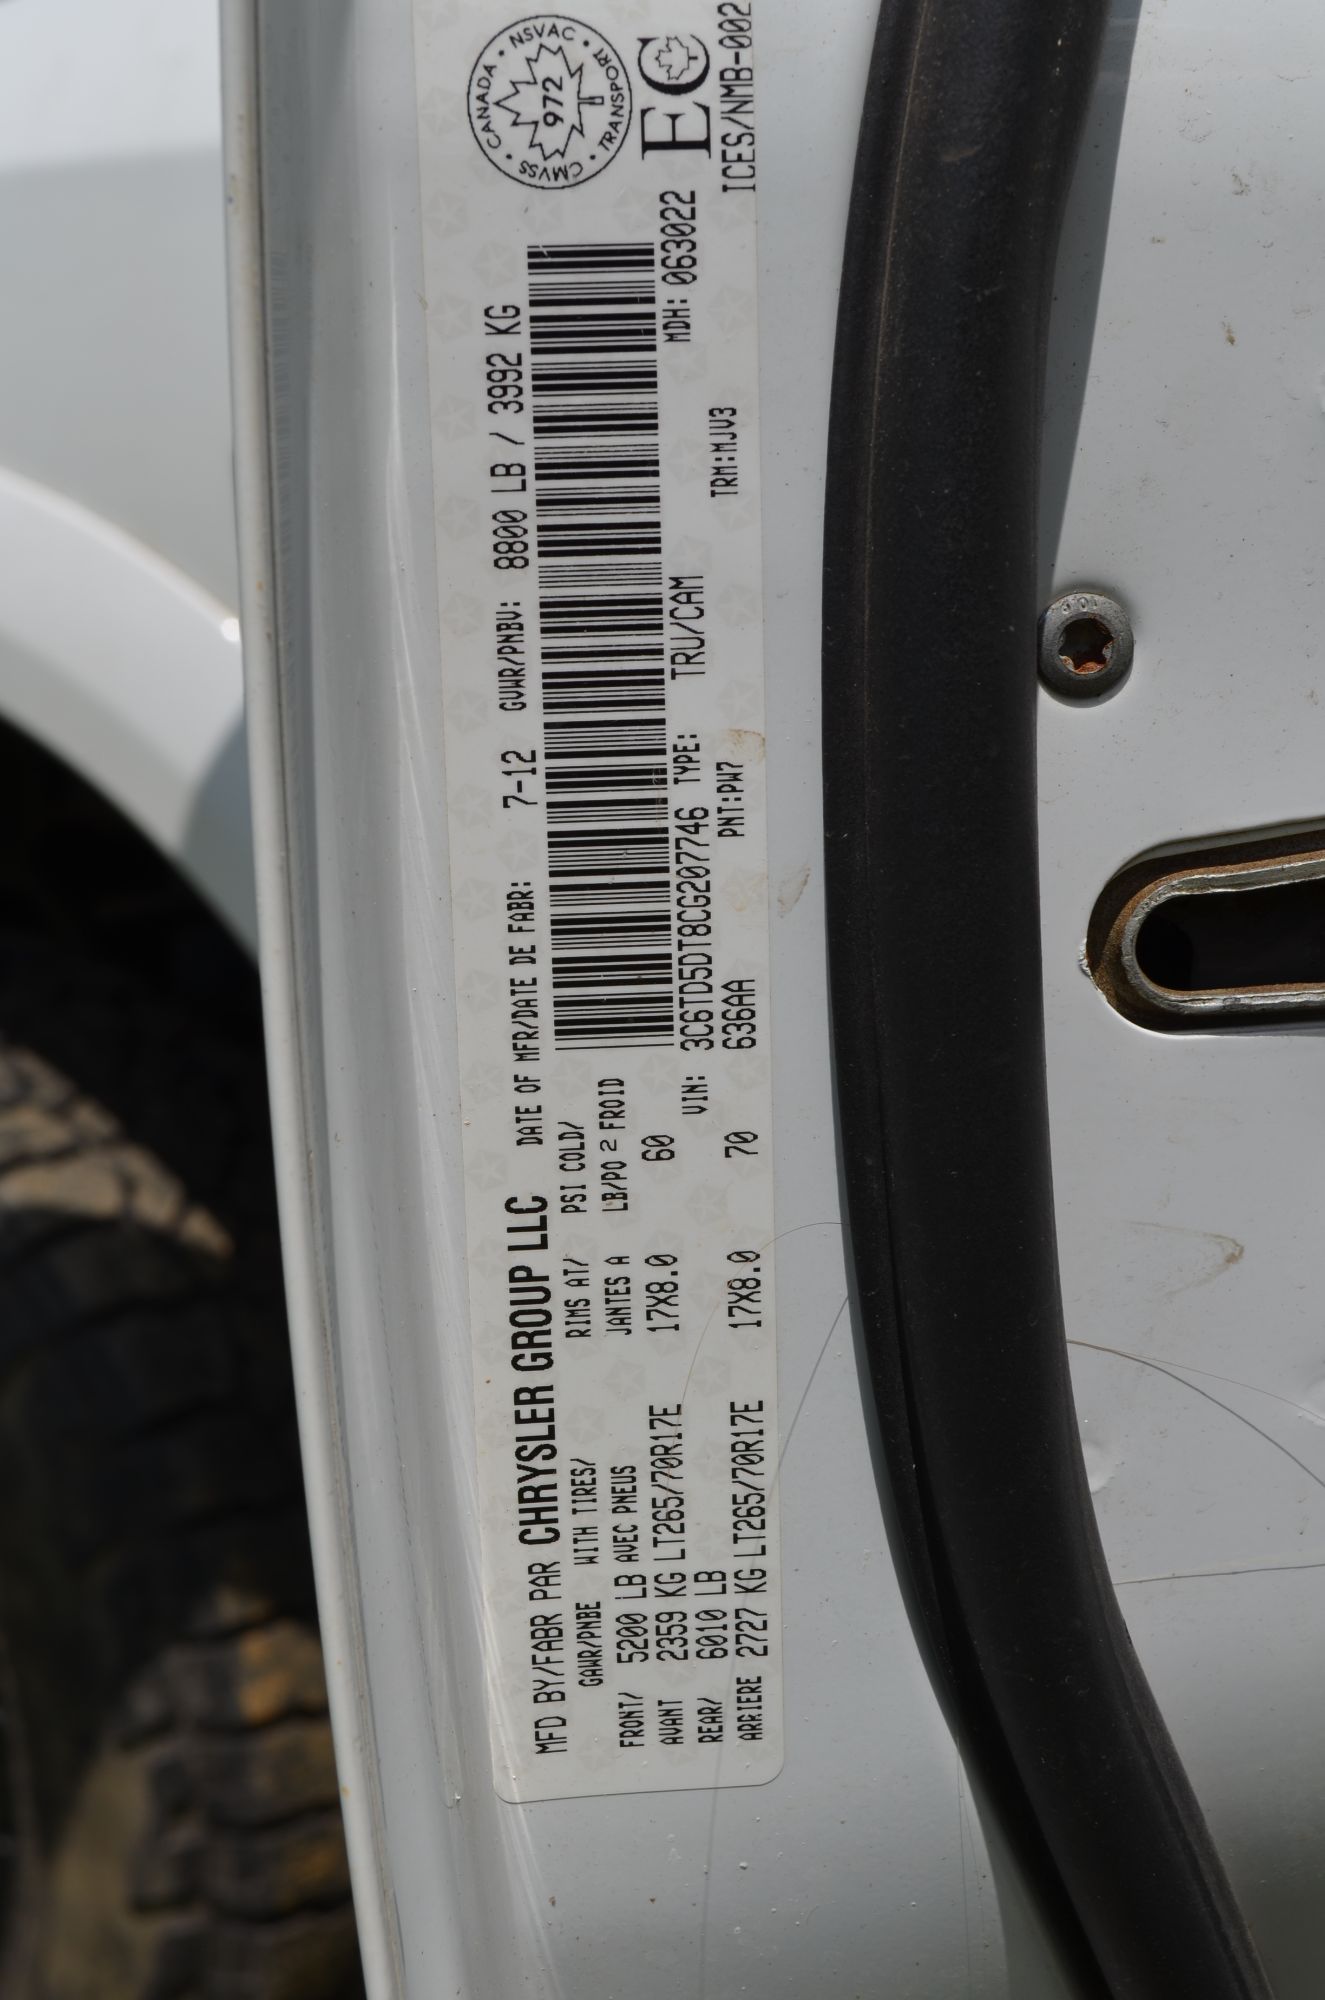 MFD BY/FABR PAR CHRYSLER GROUP LLC
DATE OF MFR/DATE DE FABR: 7-12 GVWR/PNBV: 8800 LB / 3992 KG
GAWR/PNBE WITH TIRES/ RIMS AT/ PSI COLD/
FRONT/ 5200 LB AVEC PNEUS JANTES A LB/PO 2 FROID
AVANT 2359 KG LT265/70R17E 17X8.0 60
REAR/ 6010 LB
ARRIERE 2727 KG LT265/70R17E 17X8.0 70
VIN: 3C6TD5DT8CG207746 TYPE: TRU/CAM MDH: 063022
636AA PNT:PW7 TRM:MJV3
CANADA • NSVAC • TRANSPORT • CMVSS •
972
EC
ICES/NMB-002